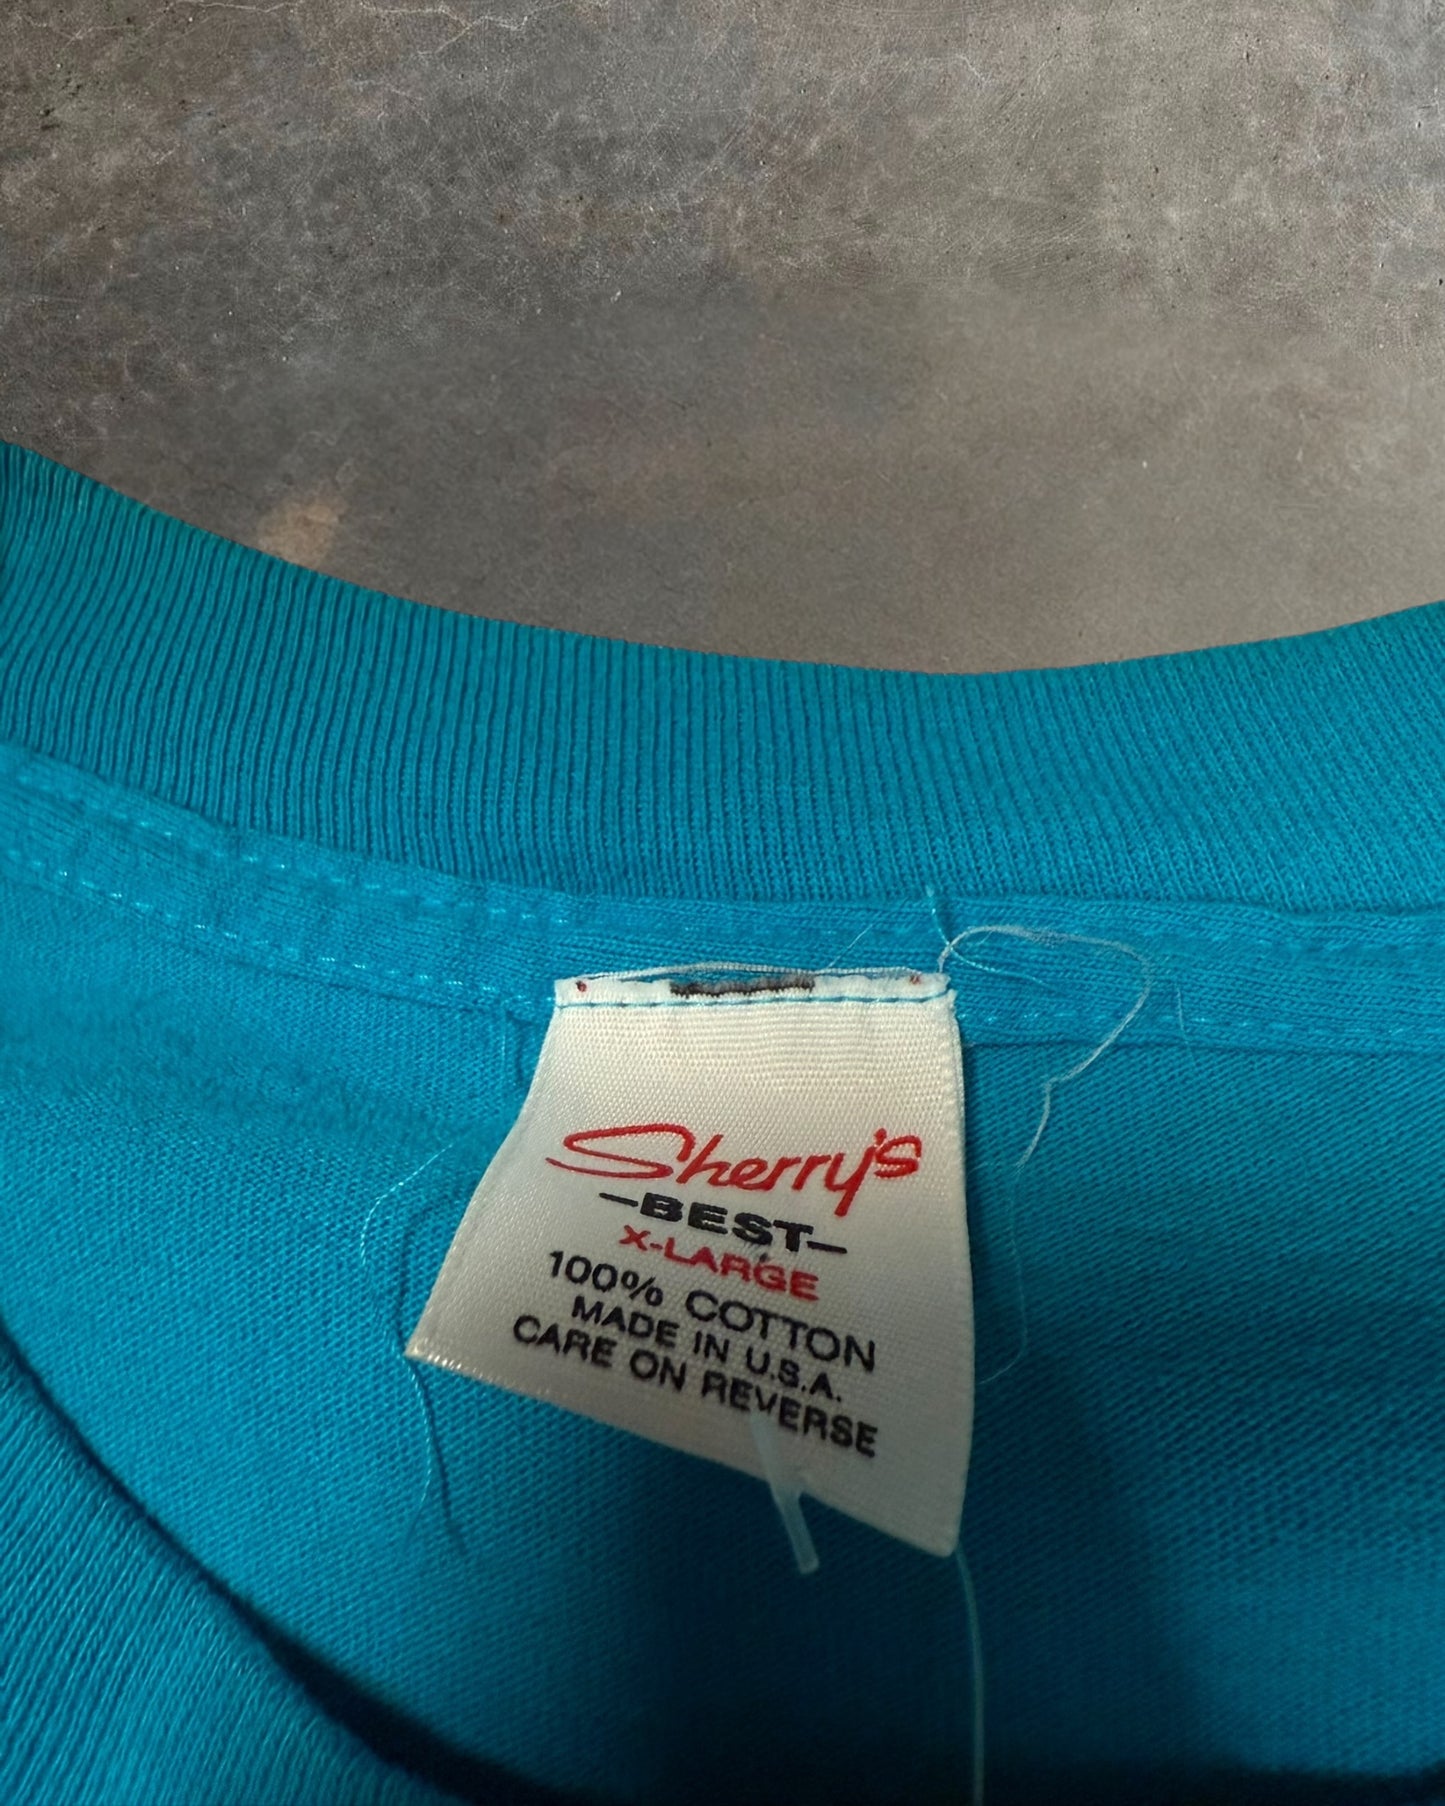 Sherry's
-BEST-
X-LARGE
100% COTTON
MADE IN U.S.A.
CARE ON REVERSE